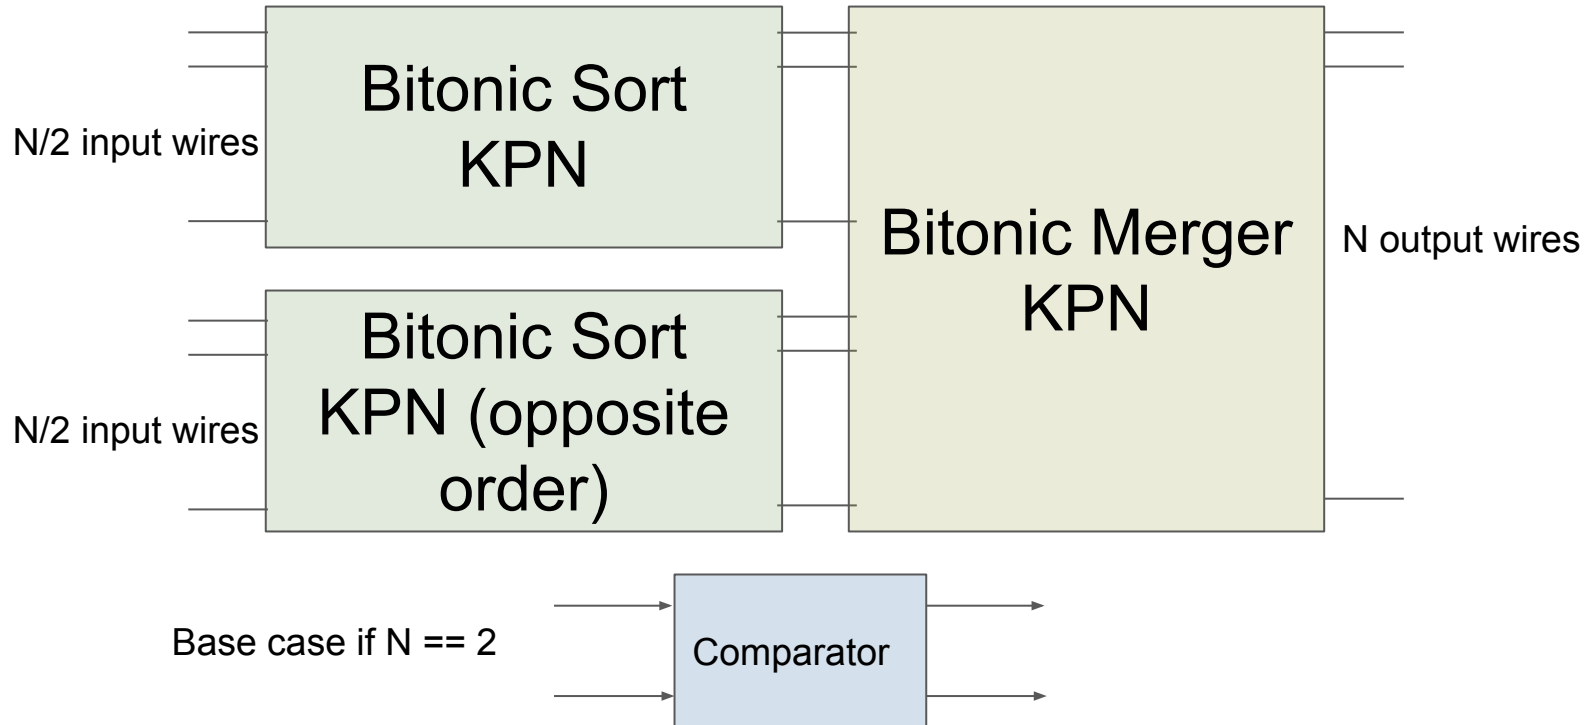 Bitonic Sort
KPN
N/2 input wires
Bitonic Merger
KPN
N output wires
Bitonic Sort
KPN (opposite
order)
N/2 input wires
Base case if N == 2
Comparator